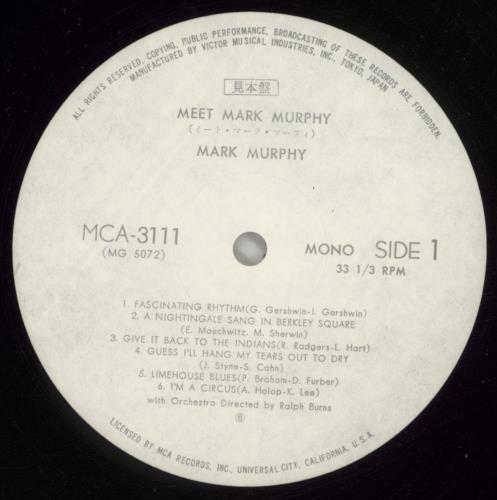 ALL RIGHTS RESERVED. COPYING, PUBLIC PERFORMANCE, BROADCASTING OF THESE RECORDS ARE FORBIDDEN.
MANUFACTURED BY VICTOR MUSICAL INDUSTRIES, INC., TOKYO, JAPAN
見本盤
MEET MARK MURPHY
(ミート・マーク・マーフィ)
MARK MURPHY
MCA-3111
(MG 5072)
MONO SIDE 1
33 1/3 RPM
1. FASCINATING RHYTHM(G. Gershwin-I. Gershwin)
2. A NIGHTINGALE SANG IN BERKLEY SQUARE
(E. Maschwitz. M. Sherwin)
3. GIVE IT BACK TO THE INDIANS(R. Rodgers-L. Hart)
4. GUESS I'LL HANG MY TEARS OUT TO DRY
(J. Styne-S. Cahn)
5. LIMEHOUSE BLUES(P. Braham-D. Furber)
6. I'M A CIRCUS(A. Holop-K. Lee)
with Orchestra Directed by Ralph Burns
LICENSED BY MCA RECORDS, INC., UNIVERSAL CITY, CALIFORNIA, U.S.A.